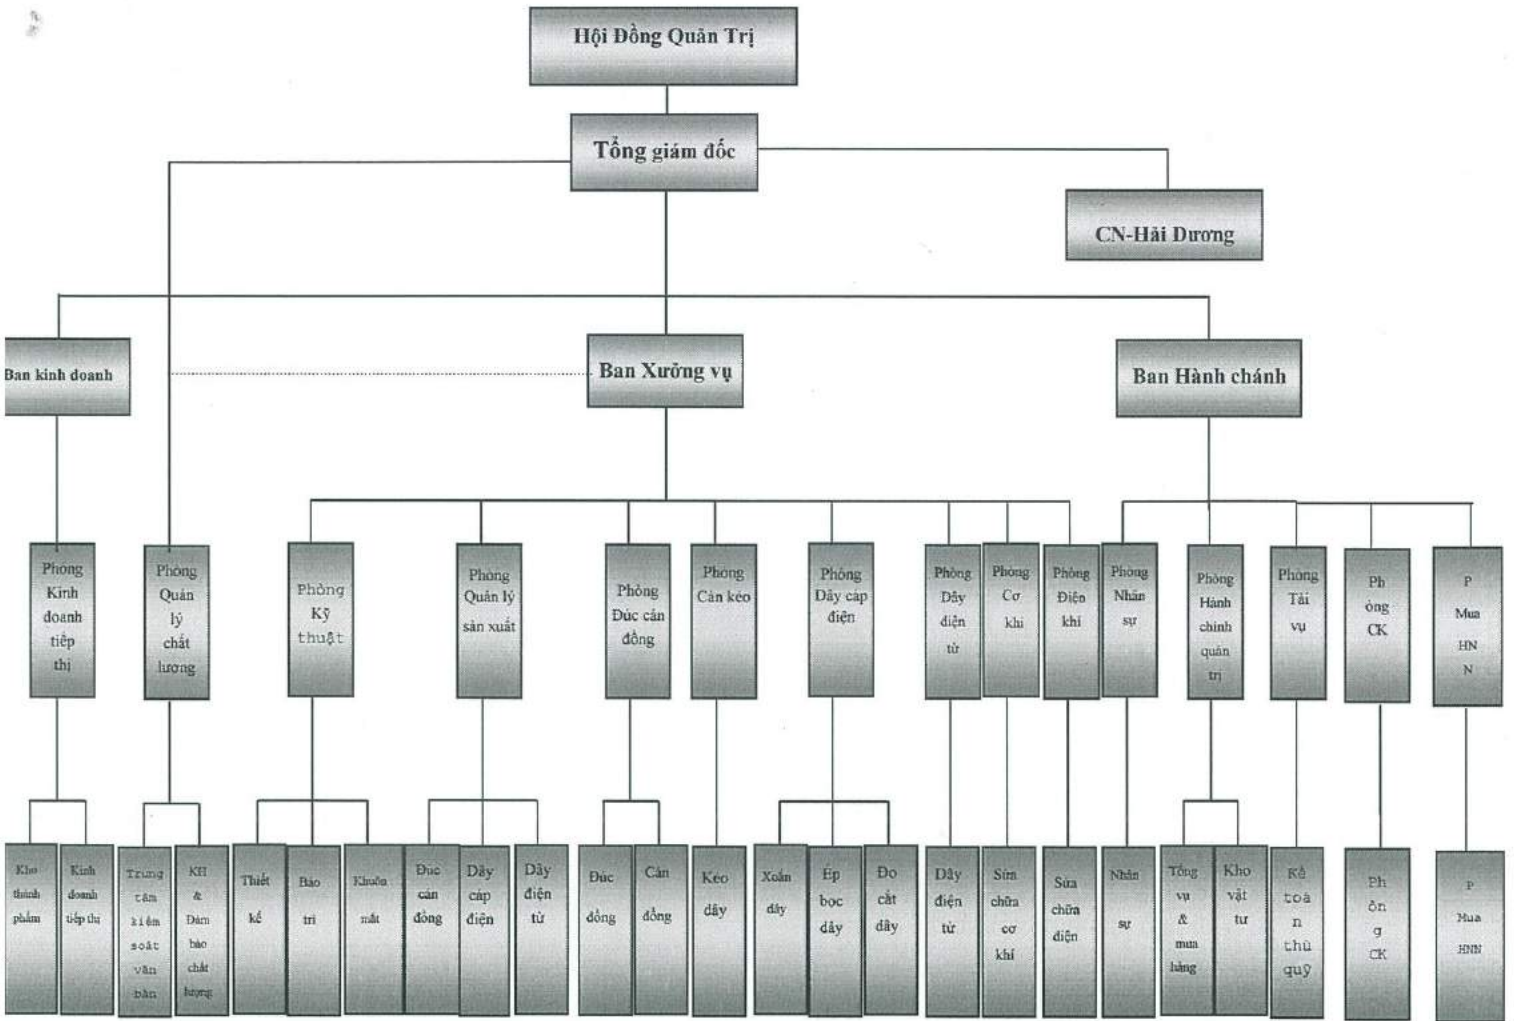 Hội Đồng Quản Trị
Tổng giám đốc
CN-Hải Dương
Ban kinh doanh
Ban Xưởng vụ
Ban Hành chánh
Phòng
Kinh
doanh
tiếp
thị
Phòng
Quản
lý
chất
lượng
Phòng
Kỹ
thuật
Phòng
Quản lý
sản xuất
Phòng
Đúc cán
đồng
Phòng
Cán kéo
Phòng
Dây cáp
điện
Phòng
Dây
điện
từ
Phòng
Cơ
khí
Phòng
Điện
khí
Phòng
Nhân
sự
Phòng
Hành
chính
quản
trị
Phòng
Tài
vụ
Ph
òng
CK
P
Mua
HN
N
Kho
thành
phẩm
Kinh
doanh
tiếp thị
Trung
tâm
kiểm
soát
văn
bản
KH
&
Đảm
bảo
chất
lượng
Thiết
kế
Bảo
trì
Khuôn
mắt
Đúc
cán
đồng
Dây
cáp
điện
Dây
điện
từ
Đúc
đồng
Cán
đồng
Kéo
dây
Xoắn
dây
Ép
bọc
dây
Đo
cắt
dây
Dây
điện
từ
Sửa
chữa
cơ
khí
Sửa
chữa
điện
Nhân
sự
Tổng
vụ
&
mua
hàng
Kho
vật
tư
Kế
toá
n
thủ
quỹ
Ph
òn
g
CK
P
Mua
HNN